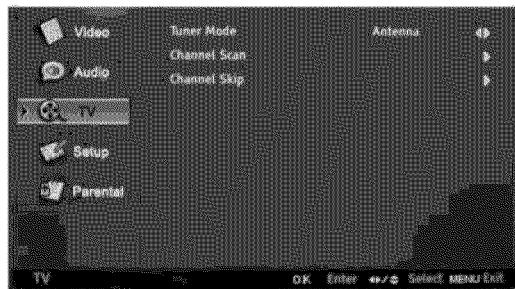 Video
Audio
TV
Setup
Parental
Tuner Mode Antenna
Channel Scan
Channel Skip
TV
OK Enter Select MENU Exit